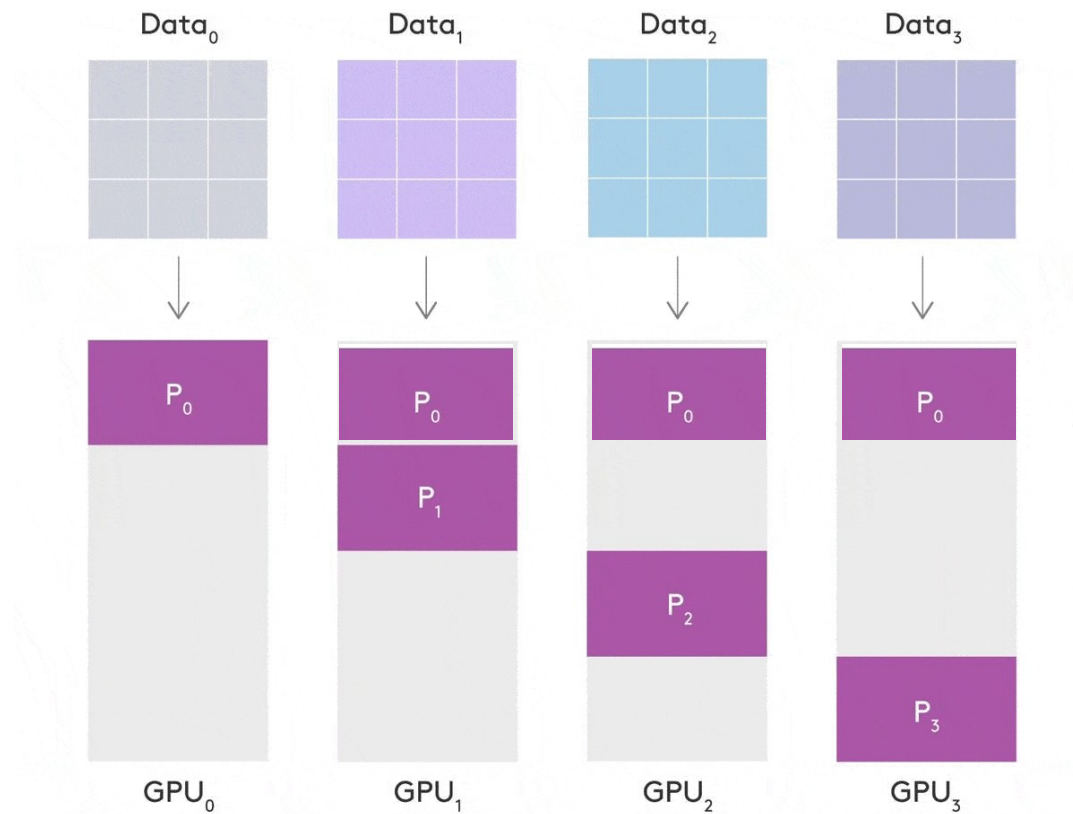 Data₀ Data₁ Data₂ Data₃
P₀ P₀ P₀ P₀
P₁
P₂
P₃
GPU₀ GPU₁ GPU₂ GPU₃